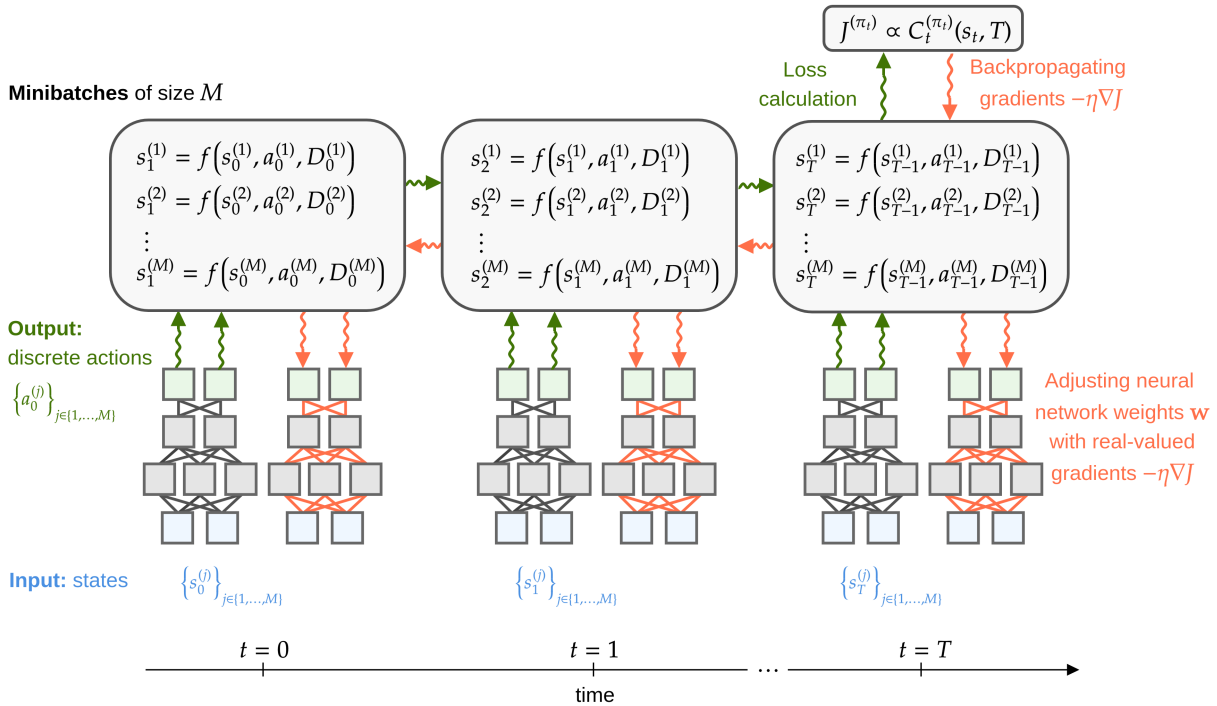 J^{(π_t)} ∝ C_t^{(π_t)}(s_t, T)
Loss
calculation
Backpropagating
gradients −η∇J
Minibatches of size M
s_1^{(1)} = f(s_0^{(1)}, a_0^{(1)}, D_0^{(1)})
s_1^{(2)} = f(s_0^{(2)}, a_0^{(2)}, D_0^{(2)})
⋮
s_1^{(M)} = f(s_0^{(M)}, a_0^{(M)}, D_0^{(M)})
s_2^{(1)} = f(s_1^{(1)}, a_1^{(1)}, D_1^{(1)})
s_2^{(2)} = f(s_1^{(2)}, a_1^{(2)}, D_1^{(2)})
⋮
s_2^{(M)} = f(s_1^{(M)}, a_1^{(M)}, D_1^{(M)})
s_T^{(1)} = f(s_{T−1}^{(1)}, a_{T−1}^{(1)}, D_{T−1}^{(1)})
s_T^{(2)} = f(s_{T−1}^{(2)}, a_{T−1}^{(2)}, D_{T−1}^{(2)})
⋮
s_T^{(M)} = f(s_{T−1}^{(M)}, a_{T−1}^{(M)}, D_{T−1}^{(M)})
Output:
discrete actions
{a_0^{(j)}}_{j∈{1,…,M}}
Adjusting neural
network weights w
with real-valued
gradients −η∇J
Input: states
{s_0^{(j)}}_{j∈{1,…,M}}
{s_1^{(j)}}_{j∈{1,…,M}}
{s_T^{(j)}}_{j∈{1,…,M}}
t = 0
t = 1
…
t = T
time